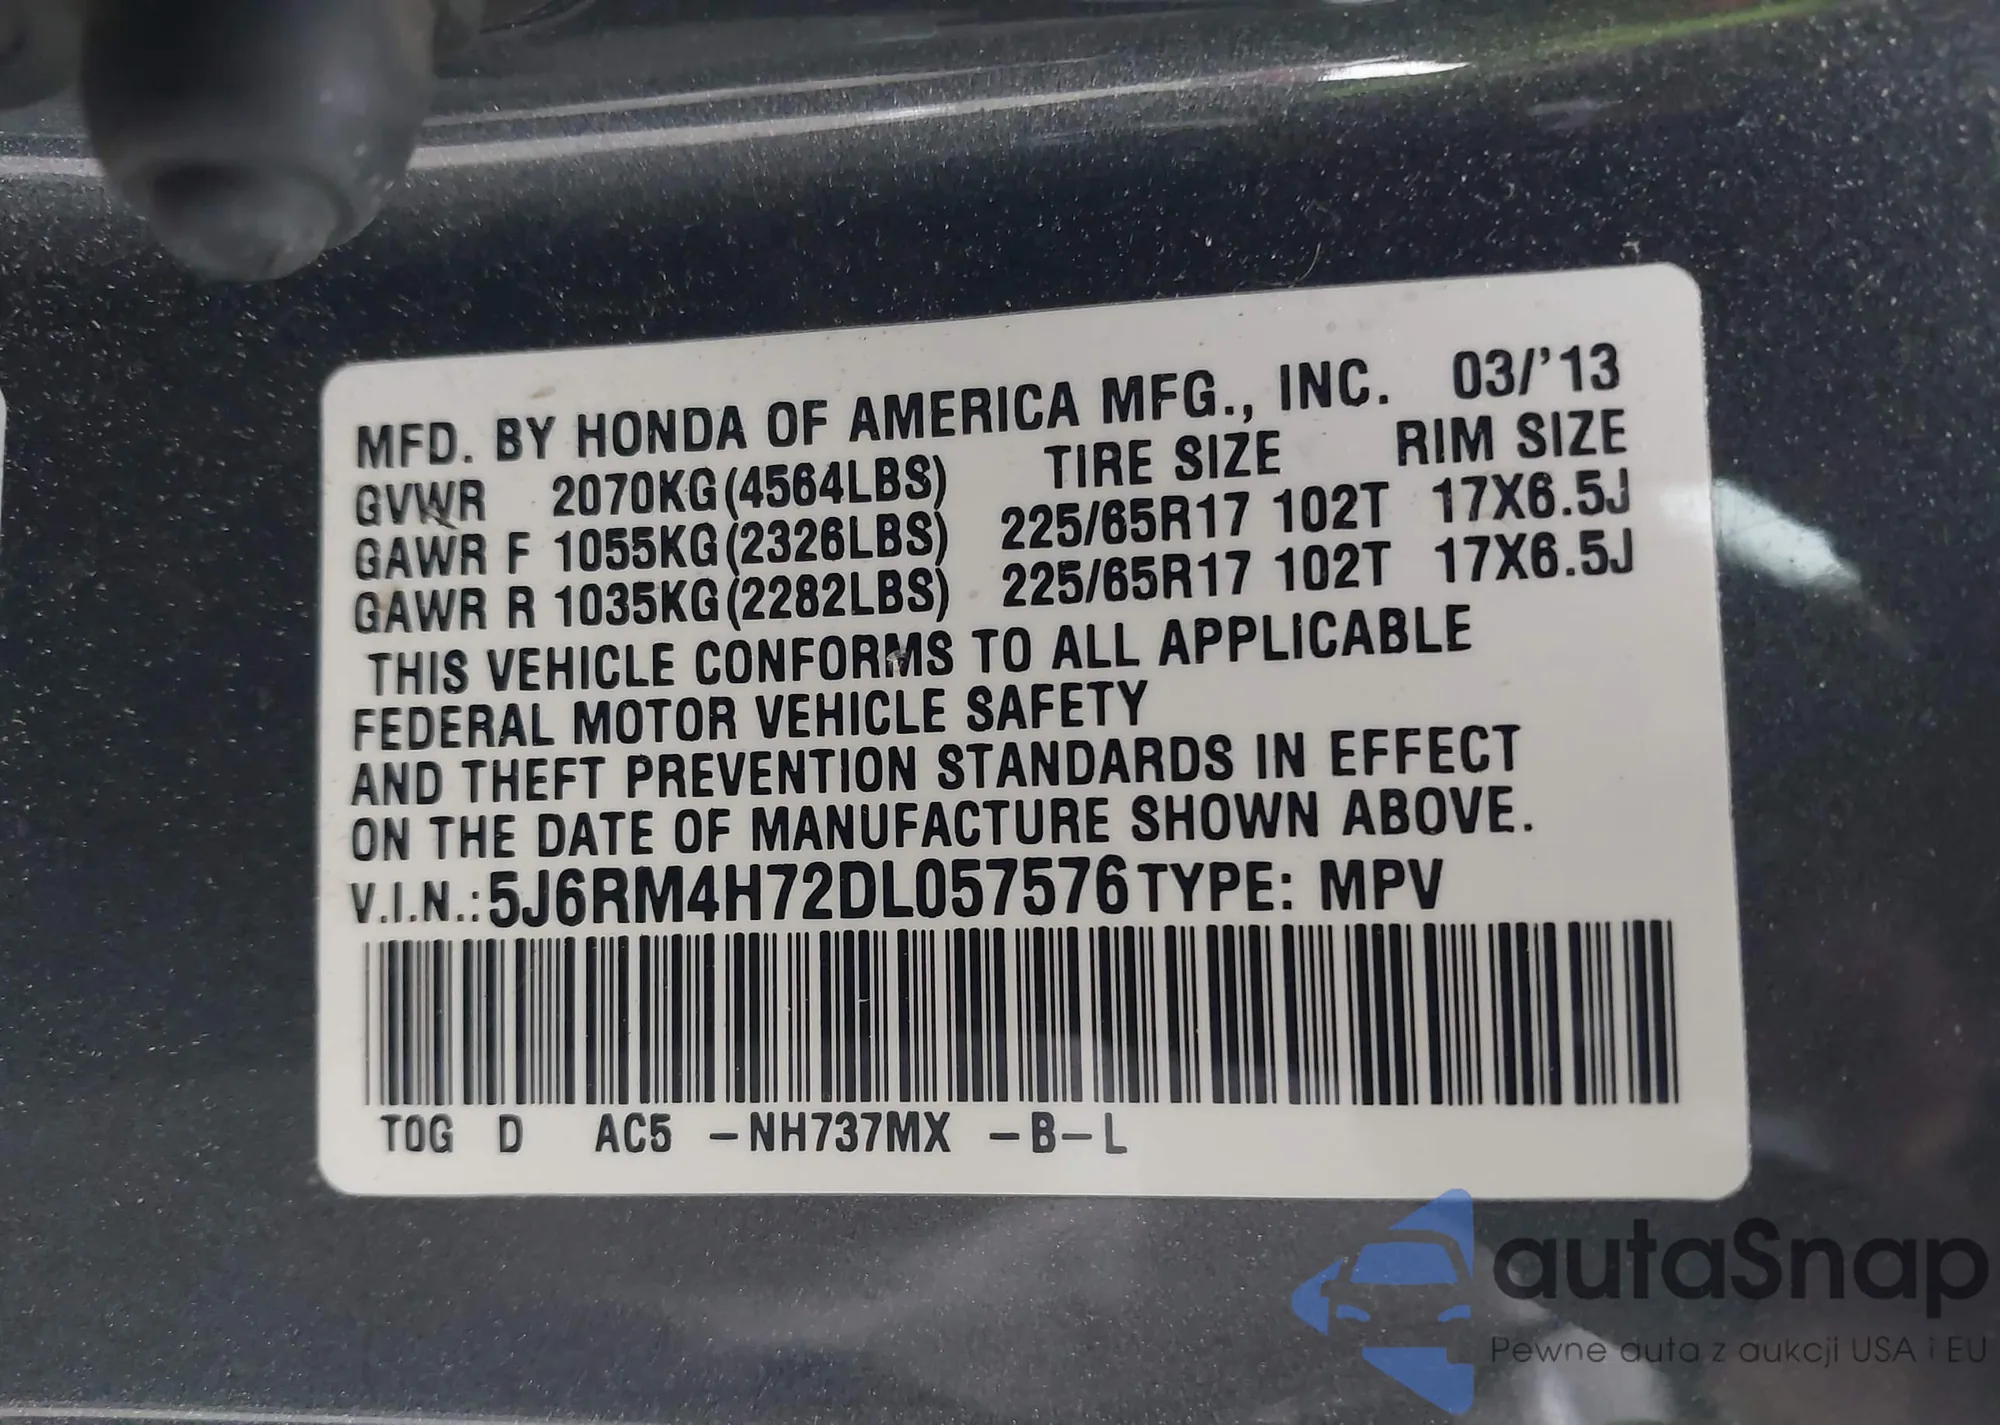 MFD. BY HONDA OF AMERICA MFG., INC. 03/'13
GVWR 2070KG(4564LBS) TIRE SIZE RIM SIZE
GAWR F 1055KG(2326LBS) 225/65R17 102T 17X6.5J
GAWR R 1035KG(2282LBS) 225/65R17 102T 17X6.5J
THIS VEHICLE CONFORMS TO ALL APPLICABLE
FEDERAL MOTOR VEHICLE SAFETY
AND THEFT PREVENTION STANDARDS IN EFFECT
ON THE DATE OF MANUFACTURE SHOWN ABOVE.
V.I.N.:5J6RM4H72DL057576 TYPE: MPV
T0G D AC5 -NH737MX -B-L
autaSnap
Pewne auta z aukcji USA i EU